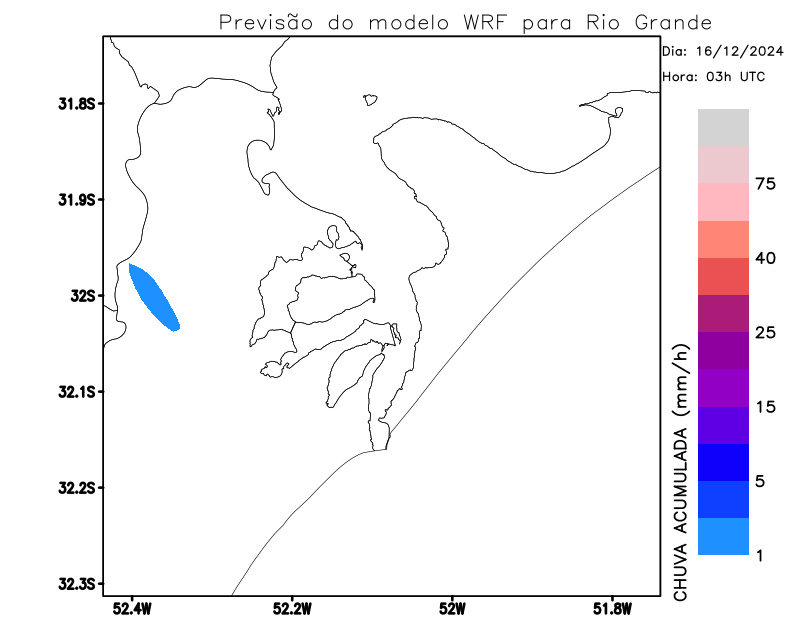 Previsão do modelo WRF para Rio Grande
Dia: 16/12/2024
Hora: 03h UTC
31.8S
31.9S
32S
32.1S
32.2S
32.3S
52.4W
52.2W
52W
51.8W
75
40
25
15
5
1
CHUVA ACUMULADA (mm/h)